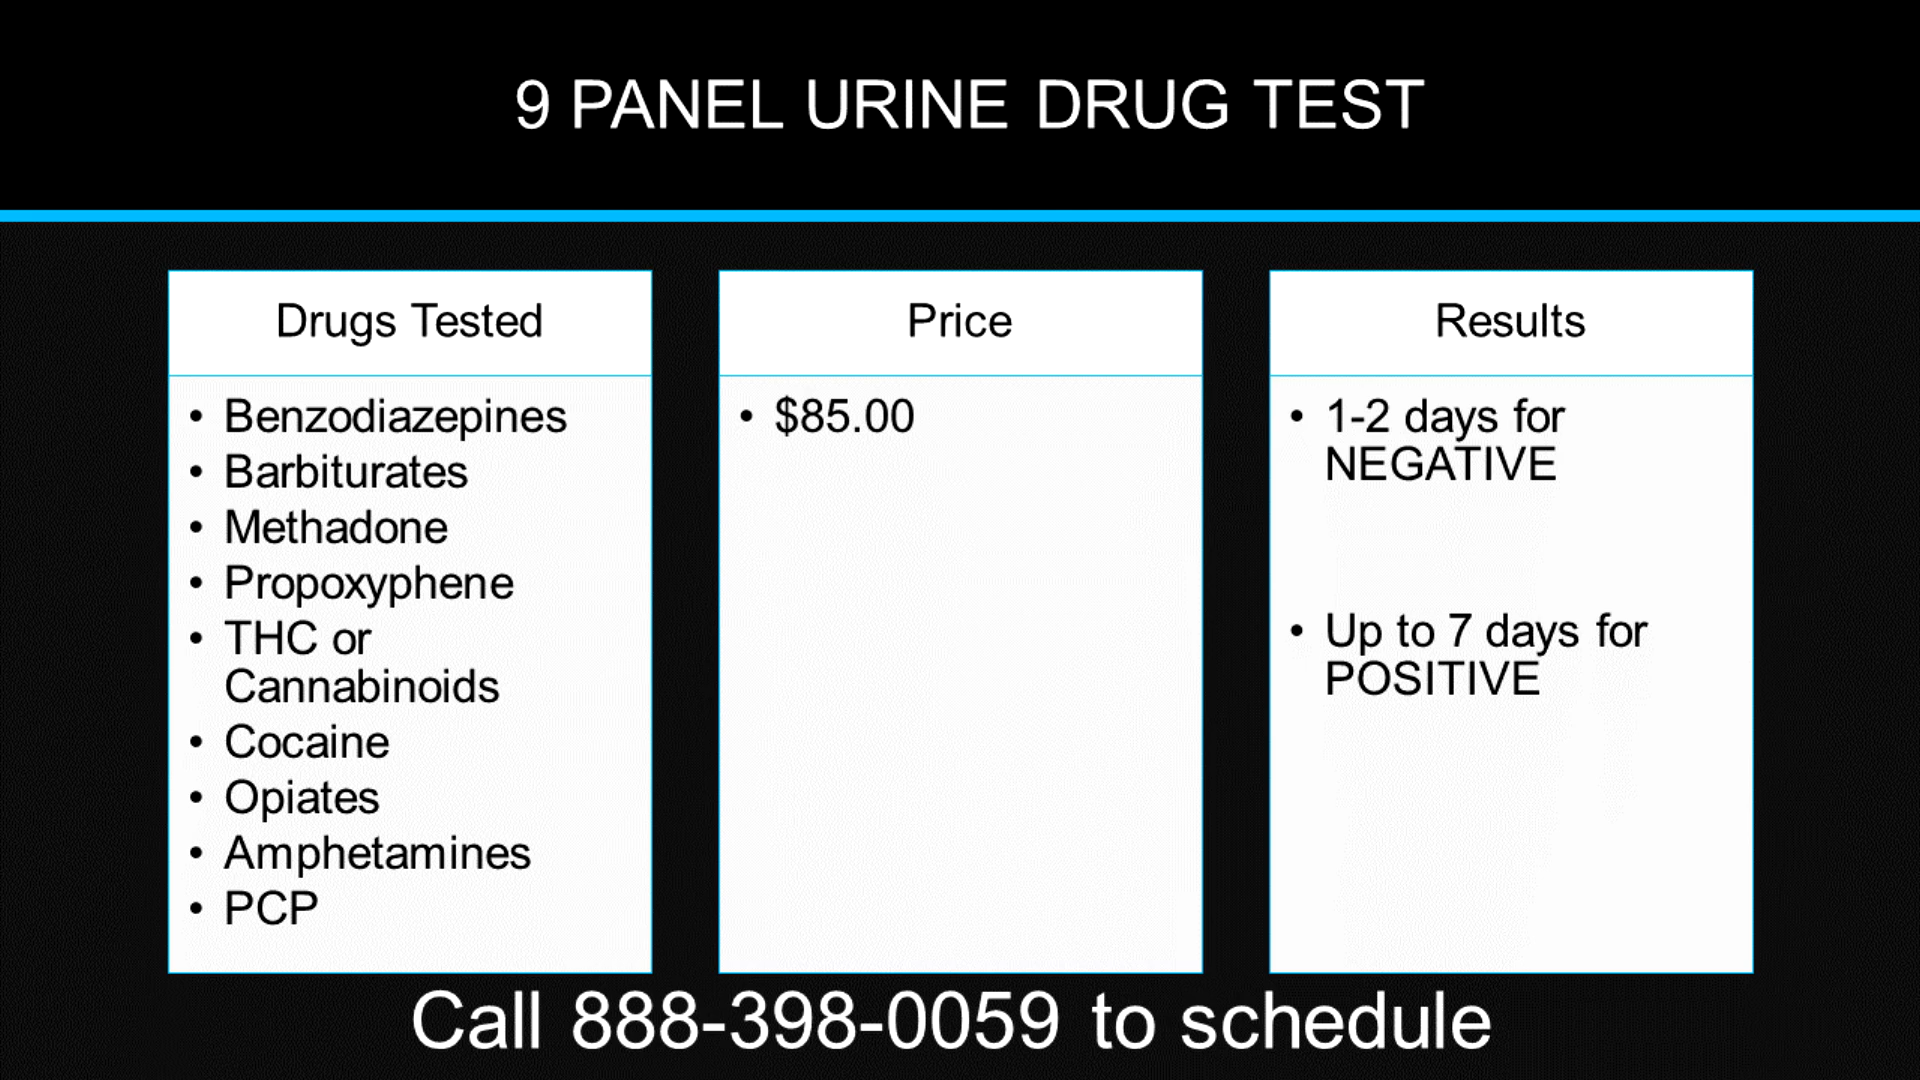 9 PANEL URINE DRUG TEST
Drugs Tested
• Benzodiazepines
• Barbiturates
• Methadone
• Propoxyphene
• THC or
Cannabinoids
• Cocaine
• Opiates
• Amphetamines
• PCP
Price
• $85.00
Results
• 1-2 days for
NEGATIVE
• Up to 7 days for
POSITIVE
Call 888-398-0059 to schedule